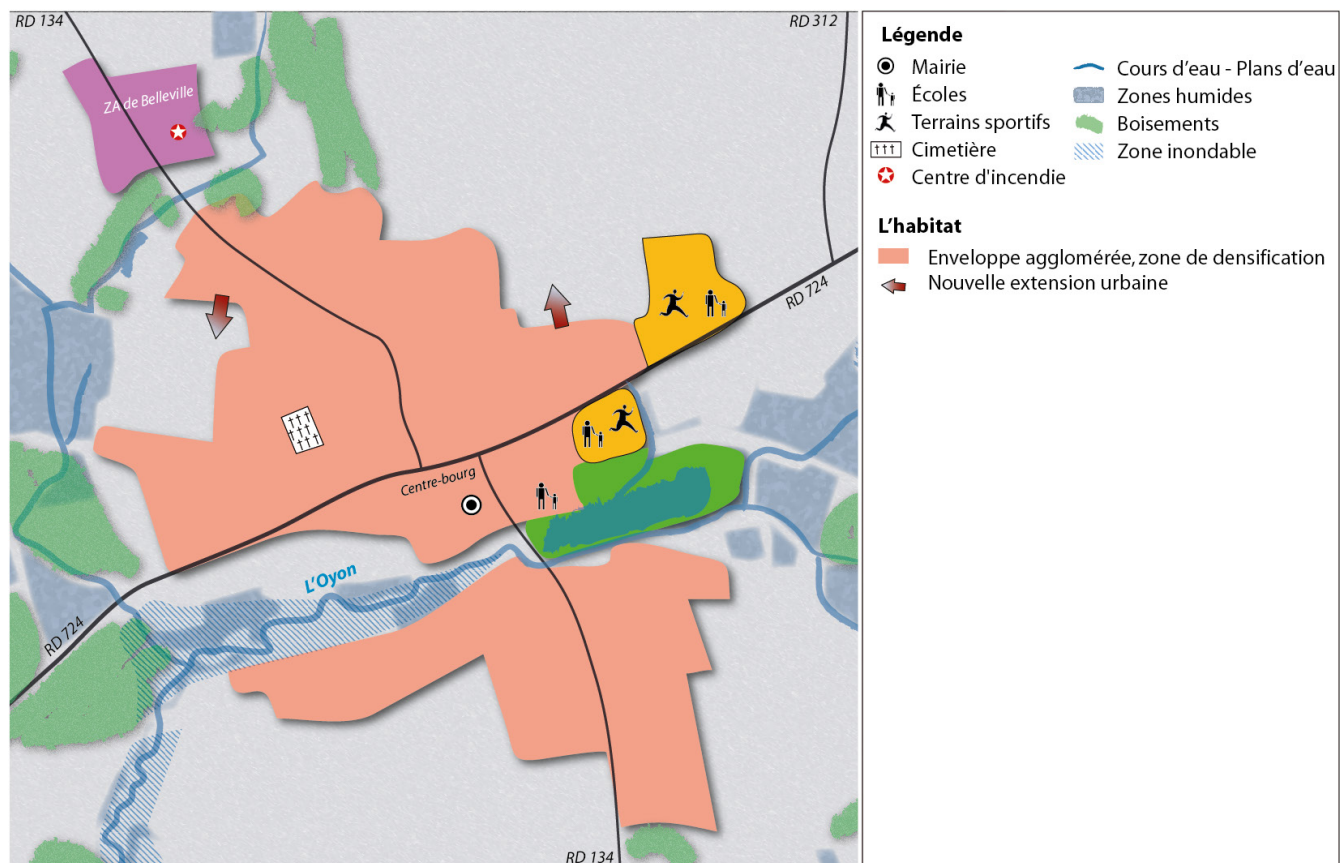 RD 134
RD 312
ZA de Belleville
RD 724
Centre-bourg
L'Oyon
RD 724
RD 134
Légende
Mairie
Écoles
Terrains sportifs
Cimetière
Centre d'incendie
Cours d'eau - Plans d'eau
Zones humides
Boisements
Zone inondable
L'habitat
Enveloppe agglomérée, zone de densification
Nouvelle extension urbaine